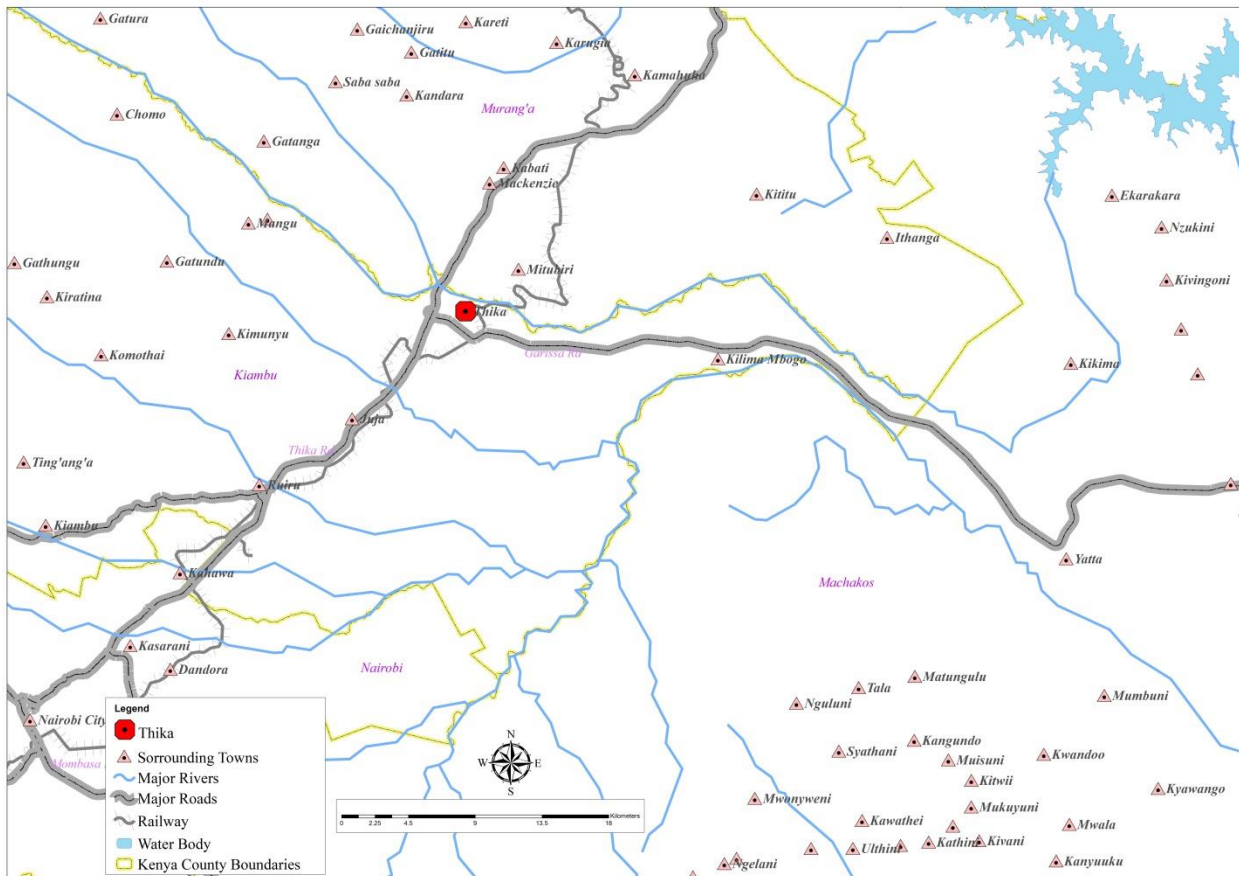 Gatura
Gaichanjiru
Kareti
Gatitu
Karugia
Kamahuha
Saba saba
Kandara
Murang'a
Chomo
Gatanga
Kabati
Mackenzie
Kititu
Ekarakara
Mangu
Nzukini
Ithanga
Gathungu
Gatundu
Mitubiri
Kivingoni
Kiratina
Thika
Kimunyu
Komothai
Garissa Rd
Kilima Mbogo
Kikima
Kiambu
Juja
Thika Rd
Ting'ang'a
Ruiru
Kiambu
Yatta
Kahawa
Machakos
Kasarani
Nairobi
Dandora
Matungulu
Tala
Mumbuni
Nguluni
Nairobi City
Kangundo
Syathani
Muisuni
Kwandoo
Mombasa
Kitwii
Kyawango
Mwonyweni
Mukuyuni
Kawathei
Mwala
Kathini
Kivani
Ulthini
Ngelani
Kanyuuku
Legend
Thika
Sorrounding Towns
Major Rivers
Major Roads
Railway
Water Body
Kenya County Boundaries
N
W E
S
Kilometers
0 2.25 4.5 9 13.5 18